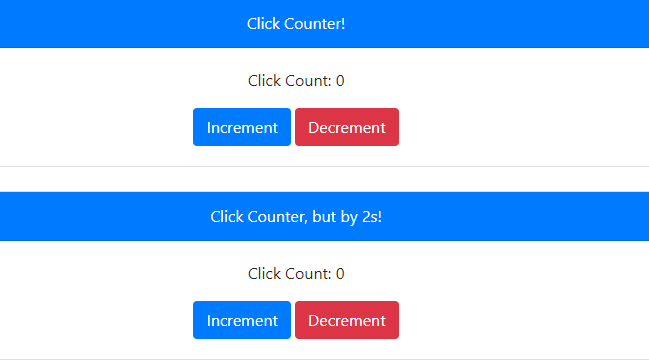 Click Counter!
Click Count: 0
Increment Decrement
Click Counter, but by 2s!
Click Count: 0
Increment Decrement